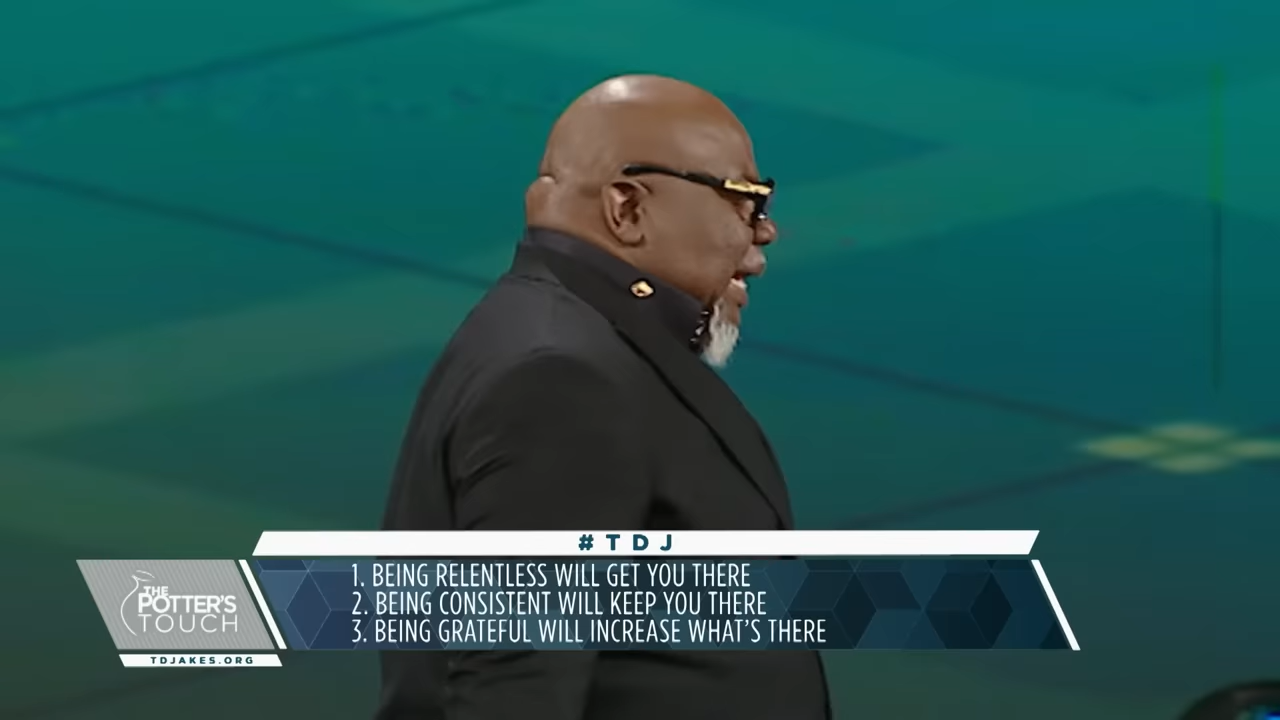 #TDJ
1. BEING RELENTLESS WILL GET YOU THERE
2. BEING CONSISTENT WILL KEEP YOU THERE
3. BEING GRATEFUL WILL INCREASE WHAT'S THERE
THE
POTTER'S
TOUCH
TDJAKES.ORG